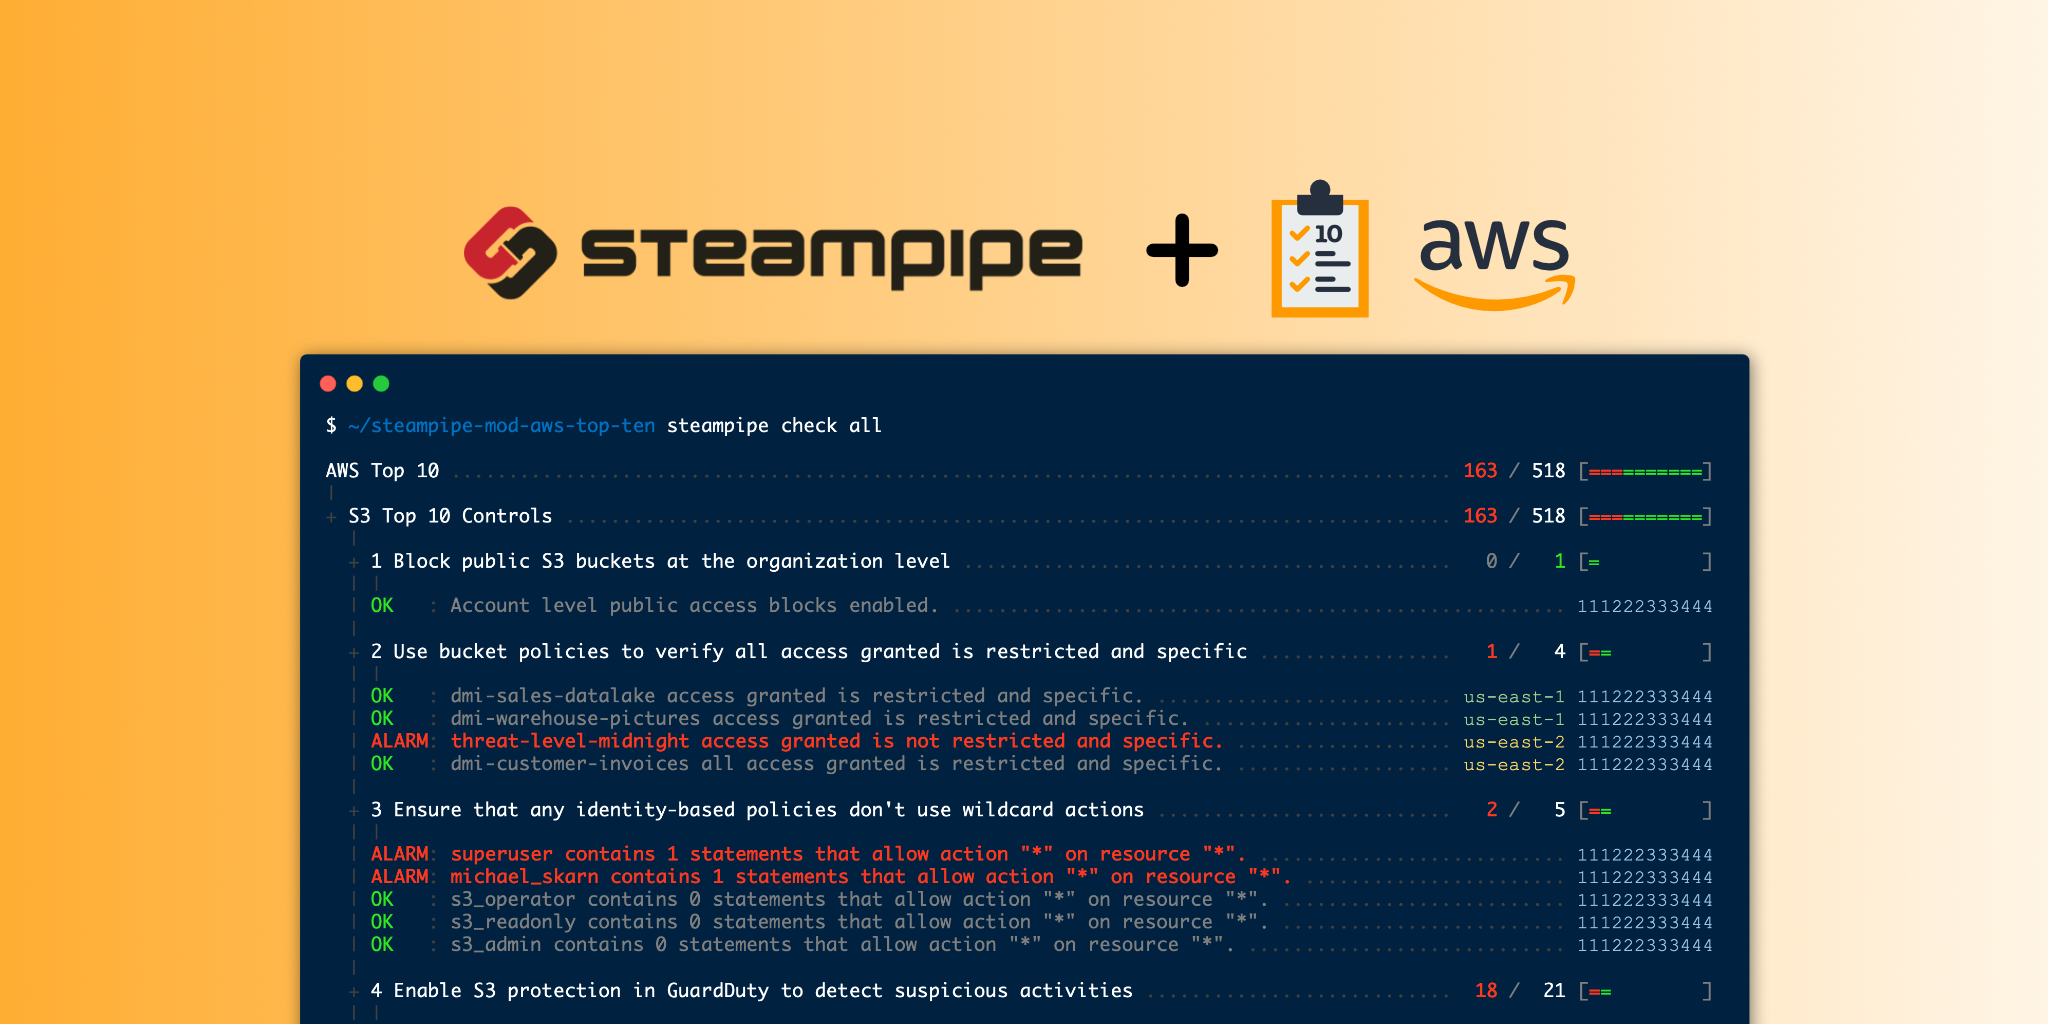 STEAMPIPE + 10 aws
$ ~/steampipe-mod-aws-top-ten steampipe check all
AWS Top 10 ........ 163 / 518 [==========]
+ S3 Top 10 Controls ........ 163 / 518 [==========]
+ 1 Block public S3 buckets at the organization level ........ 0 / 1 [= ]
OK : Account level public access blocks enabled. ........ 111222333444
+ 2 Use bucket policies to verify all access granted is restricted and specific ........ 1 / 4 [== ]
OK : dmi-sales-datalake access granted is restricted and specific. ........ us-east-1 111222333444
OK : dmi-warehouse-pictures access granted is restricted and specific. ........ us-east-1 111222333444
ALARM: threat-level-midnight access granted is not restricted and specific. ........ us-east-2 111222333444
OK : dmi-customer-invoices all access granted is restricted and specific. ........ us-east-2 111222333444
+ 3 Ensure that any identity-based policies don't use wildcard actions ........ 2 / 5 [== ]
ALARM: superuser contains 1 statements that allow action "*" on resource "*". ........ 111222333444
ALARM: michael_skarn contains 1 statements that allow action "*" on resource "*". ........ 111222333444
OK : s3_operator contains 0 statements that allow action "*" on resource "*". ........ 111222333444
OK : s3_readonly contains 0 statements that allow action "*" on resource "*". ........ 111222333444
OK : s3_admin contains 0 statements that allow action "*" on resource "*". ........ 111222333444
+ 4 Enable S3 protection in GuardDuty to detect suspicious activities ........ 18 / 21 [== ]